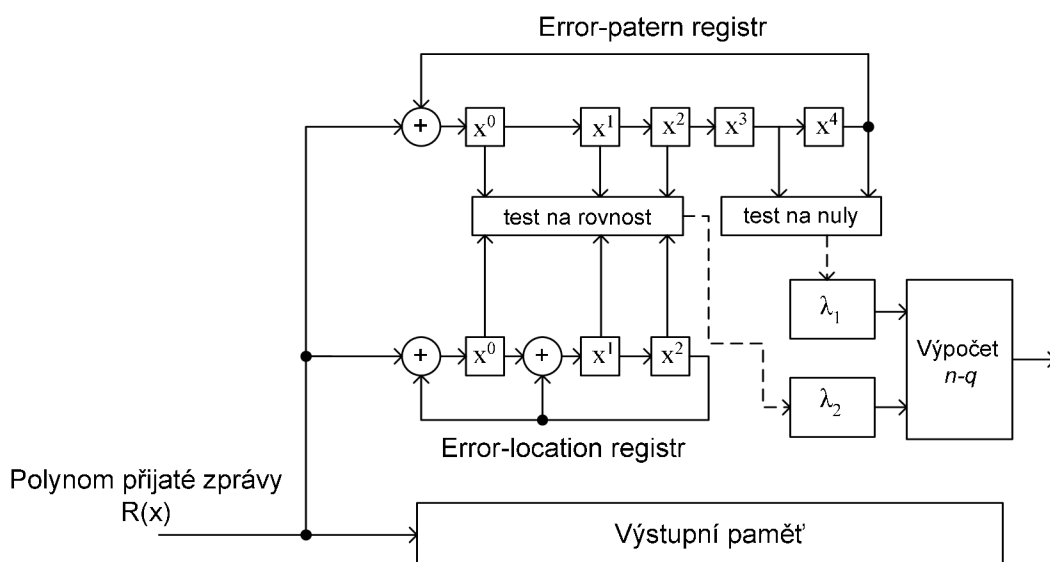 Error-patern registr
+ x⁰ x¹ x² x³ x⁴
test na rovnost test na nuly
λ₁
+ x⁰ + x¹ x²
Výpočet
n-q
λ₂
Error-location registr
Polynom přijaté zprávy
R(x)
Výstupní paměť